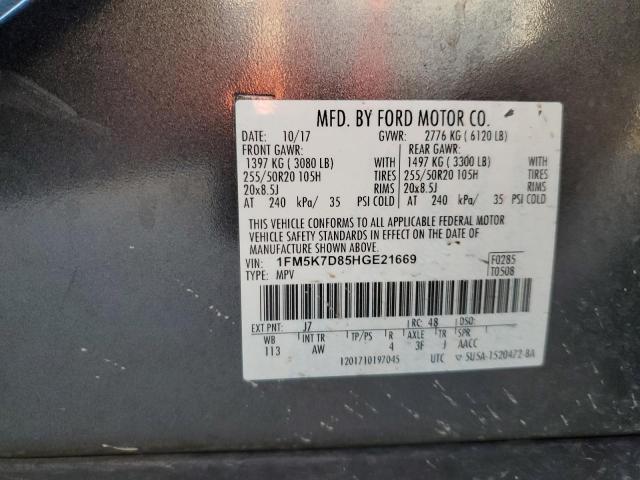 MFD. BY FORD MOTOR CO.
DATE: 10/17 GVWR: 2776 KG ( 6120 LB)
FRONT GAWR: REAR GAWR:
1397 KG ( 3080 LB) WITH 1497 KG ( 3300 LB) WITH
255/50R20 105H TIRES 255/50R20 105H TIRES
20x8.5J RIMS 20x8.5J RIMS
AT 240 kPa/ 35 PSI COLD AT 240 kPa/ 35 PSI COLD
THIS VEHICLE CONFORMS TO ALL APPLICABLE FEDERAL MOTOR
VEHICLE SAFETY STANDARDS IN EFFECT ON THE DATE OF
MANUFACTURE SHOWN ABOVE.
VIN: 1FM5K7D85HGE21669 F0285
TYPE: MPV T0508
EXT PNT: J7 RC: 48 DSO:
WB INT TR TP/PS R AXLE TR SPR
113 AW 4 3F J AACC
1201710197045 UTC 5U5A-1520472-BA